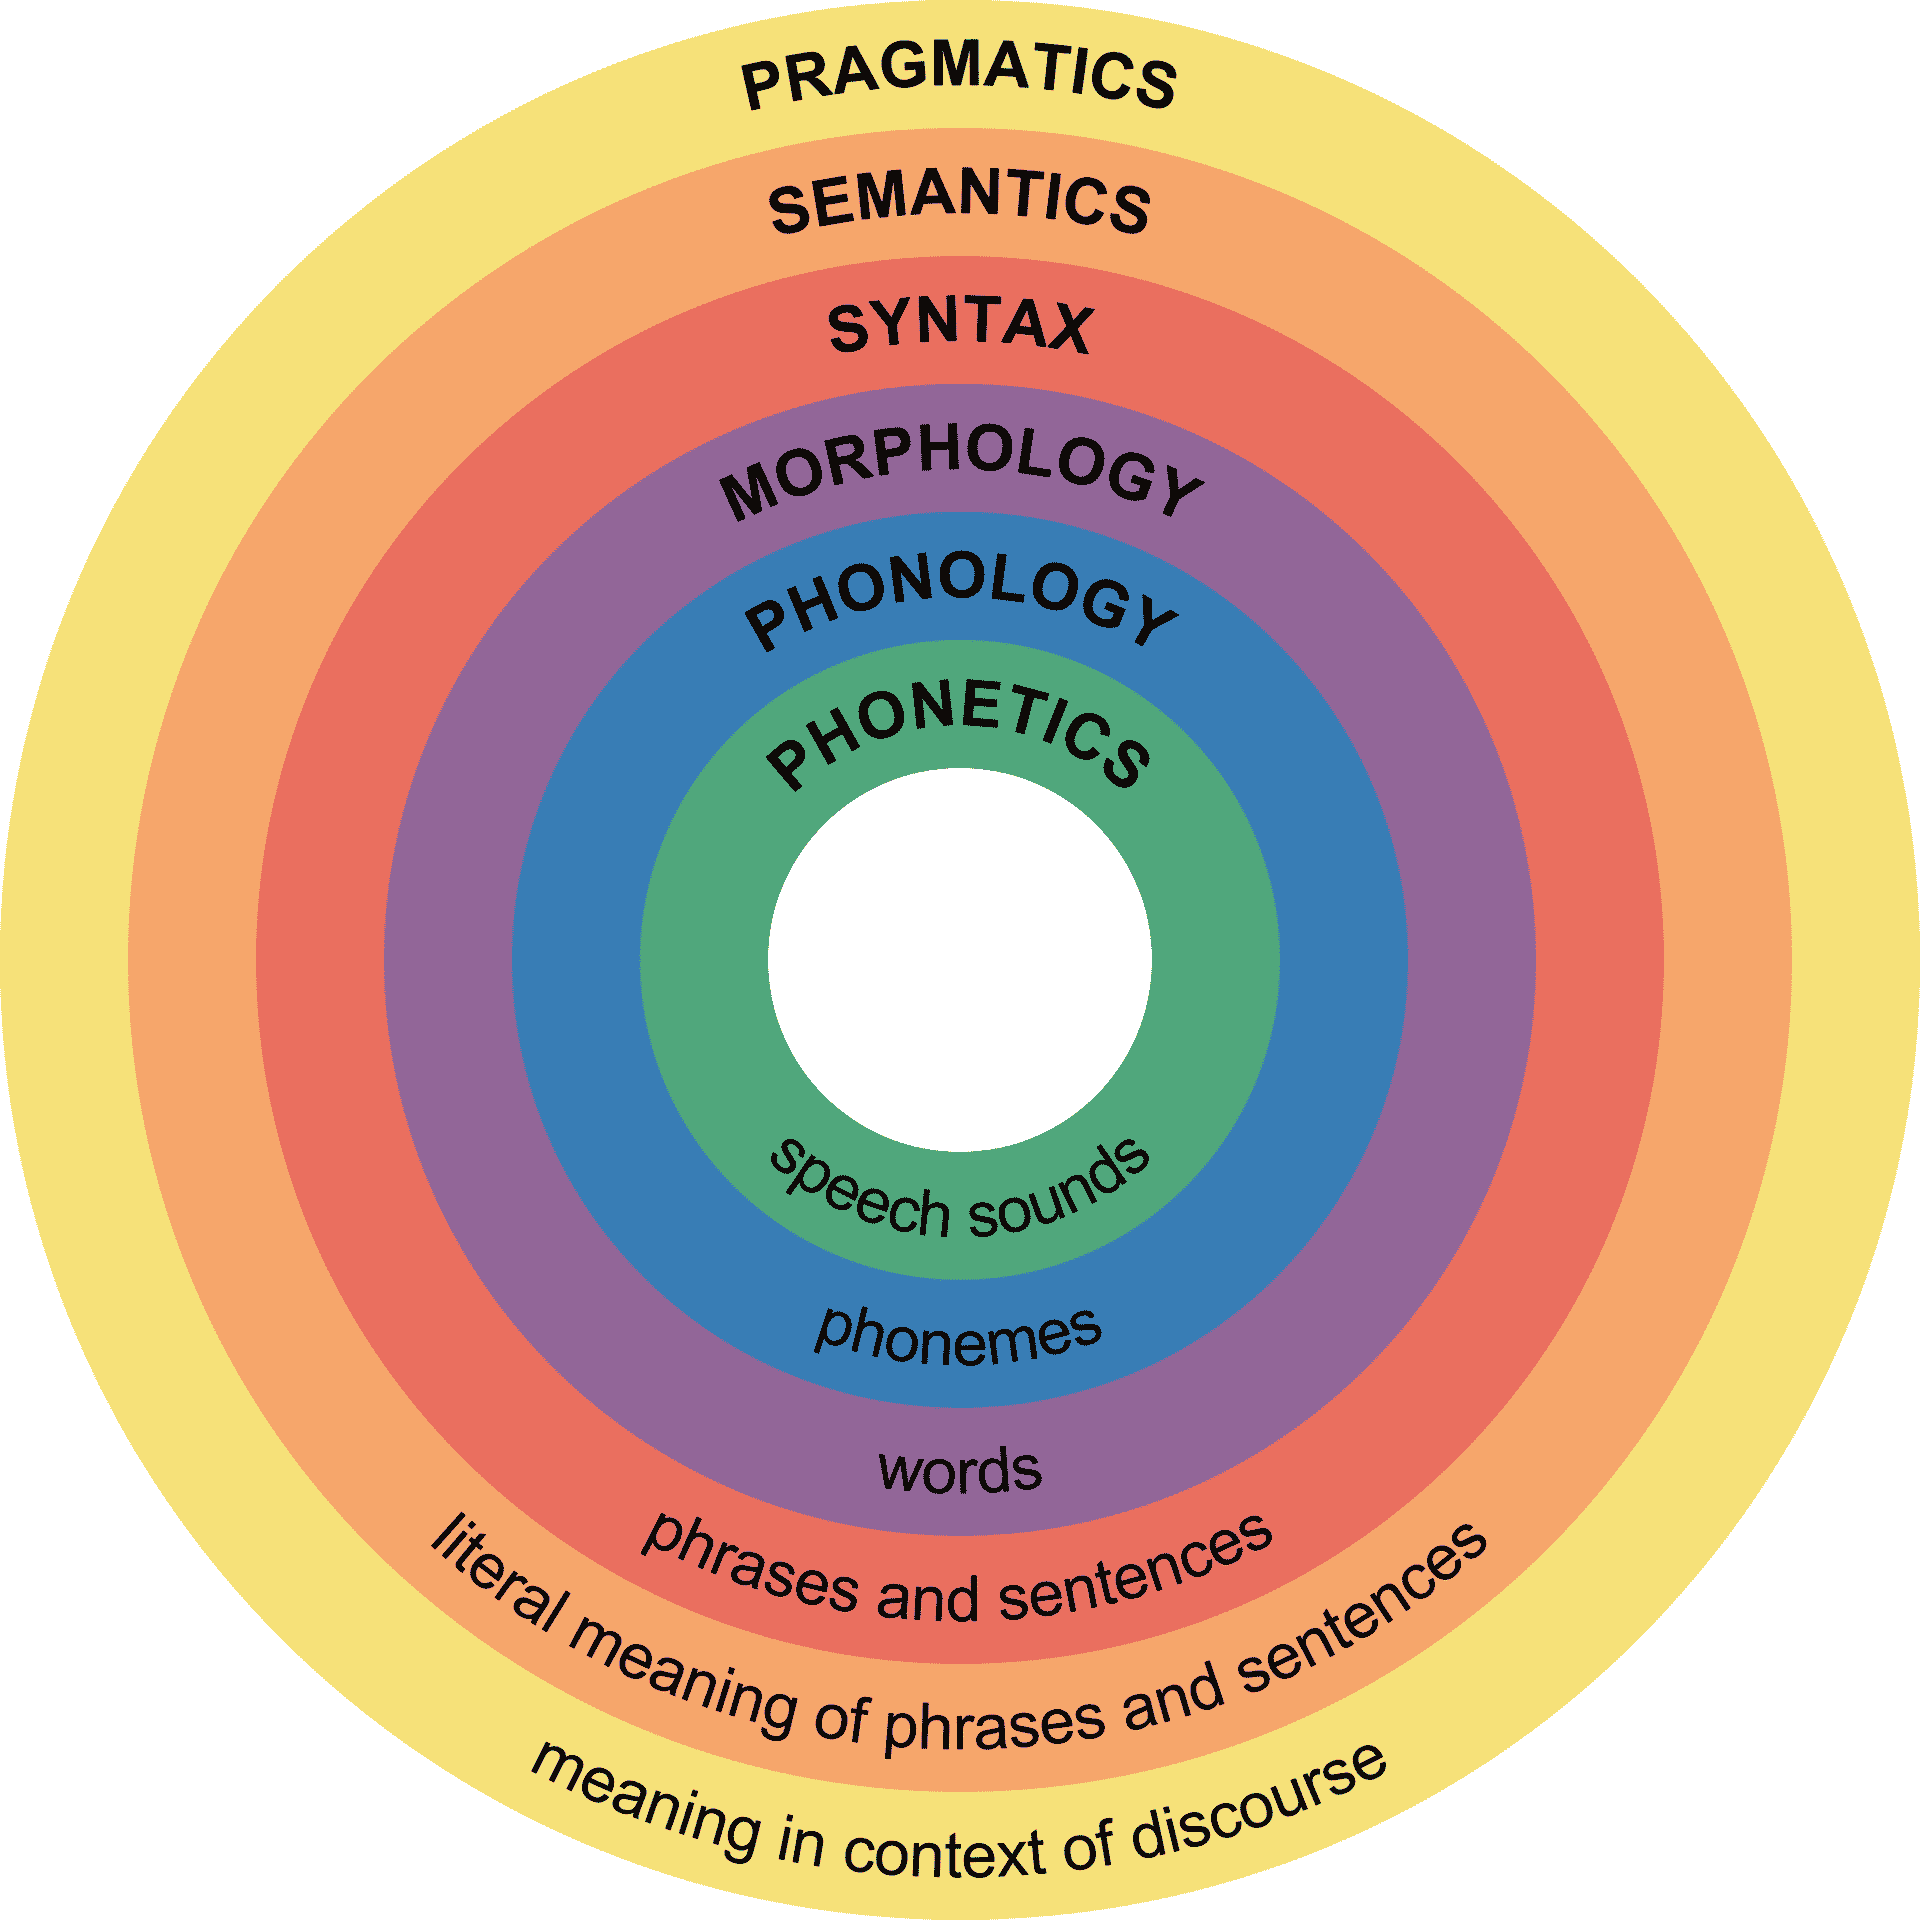 PRAGMATICS
SEMANTICS
SYNTAX
MORPHOLOGY
PHONOLOGY
PHONETICS
speech sounds
phonemes
words
phrases and sentences
literal meaning of phrases and sentences
meaning in context of discourse